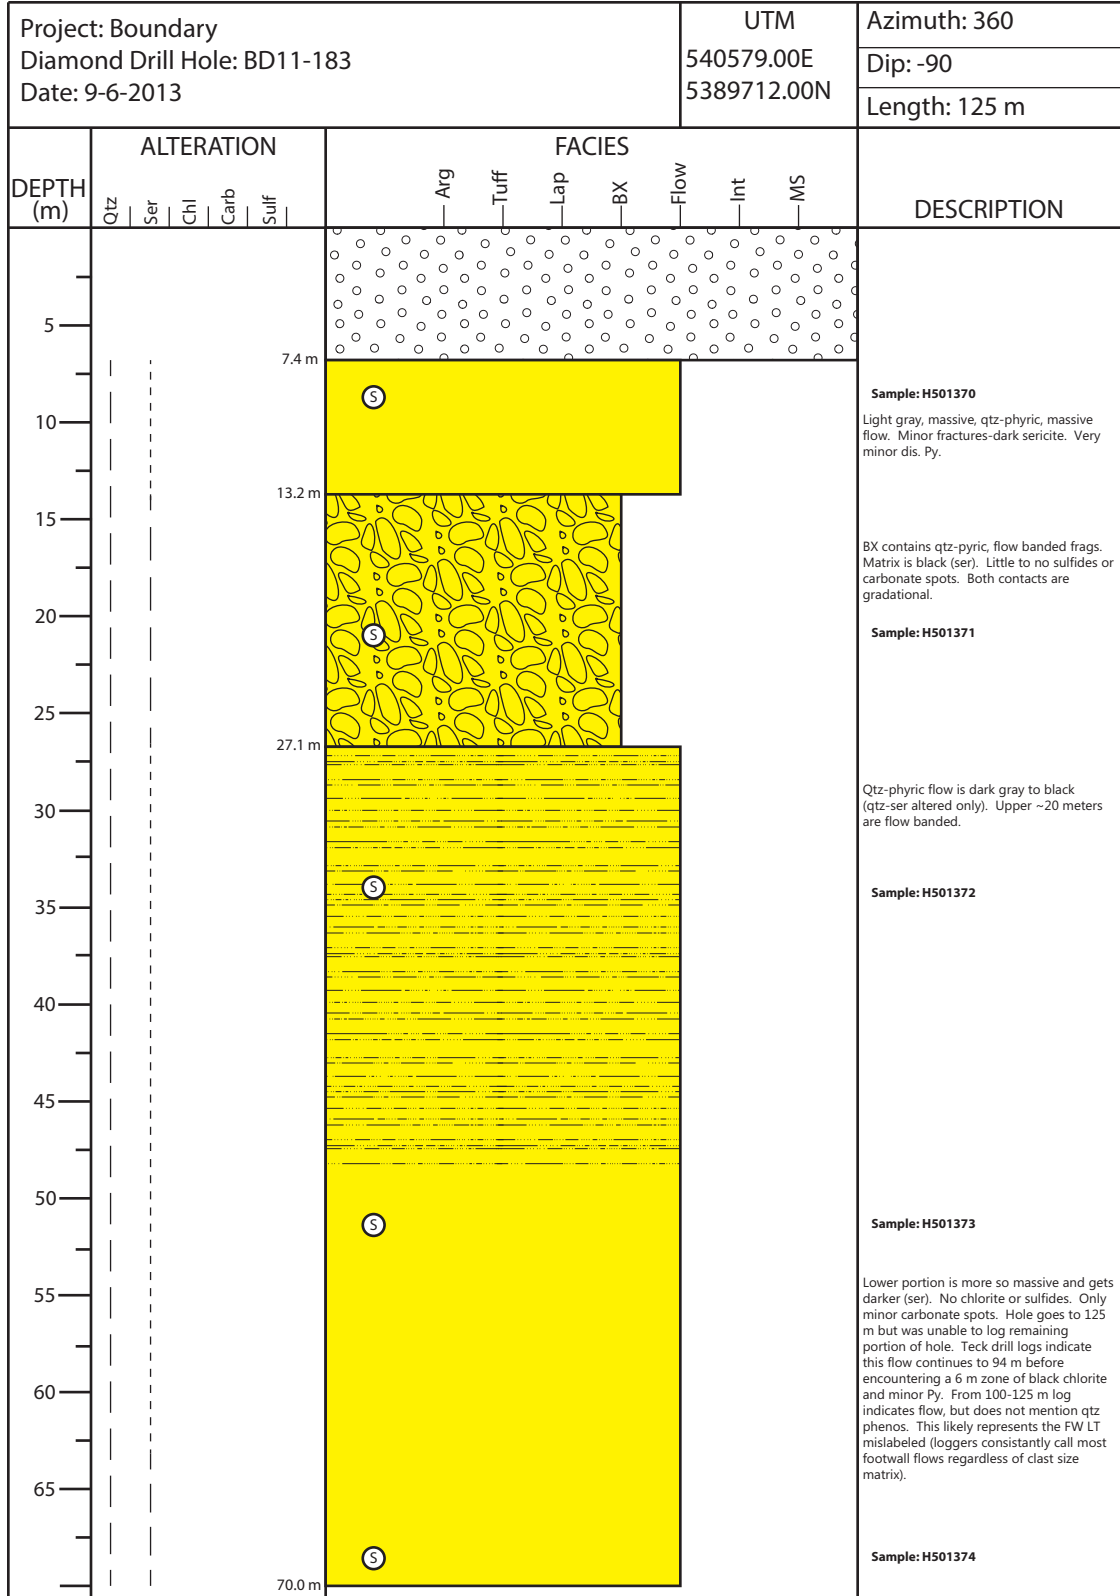 Project: Boundary
Diamond Drill Hole: BD11-183
Date: 9-6-2013
UTM
540579.00E
5389712.00N
Azimuth: 360
Dip: -90
Length: 125 m
DEPTH
(m)
ALTERATION
Qtz
Ser
Chl
Carb
Sulf
FACIES
Arg
Tuff
Lap
BX
Flow
Int
MS
DESCRIPTION
5
7.4 m
S
Sample: H501370
10
Light gray, massive, qtz-phyric, massive
flow. Minor fractures-dark sericite. Very
minor dis. Py.
13.2 m
15
BX contains qtz-pyric, flow banded frags.
Matrix is black (ser). Little to no sulfides or
carbonate spots. Both contacts are
gradational.
20
S
Sample: H501371
25
27.1 m
30
Qtz-phyric flow is dark gray to black
(qtz-ser altered only). Upper ~20 meters
are flow banded.
S
Sample: H501372
35
40
45
50
S
Sample: H501373
55
60
65
Lower portion is more so massive and gets
darker (ser). No chlorite or sulfides. Only
minor carbonate spots. Hole goes to 125
m but was unable to log remaining
portion of hole. Teck drill logs indicate
this flow continues to 94 m before
encountering a 6 m zone of black chlorite
and minor Py. From 100-125 m log
indicates flow, but does not mention qtz
phenos. This likely represents the FW LT
mislabeled (loggers consistantly call most
footwall flows regardless of clast size
matrix).
S
Sample: H501374
70.0 m